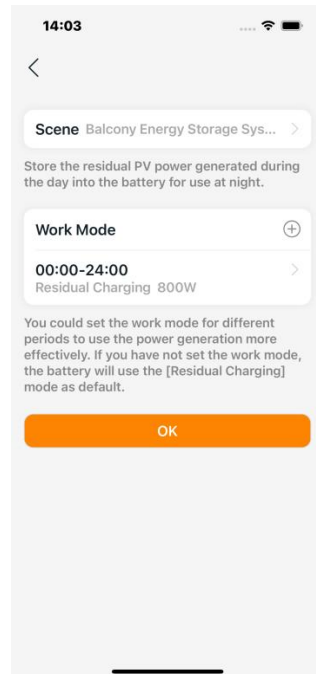 14:03
Scene Balcony Energy Storage Sys...
Store the residual PV power generated during
the day into the battery for use at night.
Work Mode
00:00-24:00
Residual Charging 800W
You could set the work mode for different
periods to use the power generation more
effectively. If you have not set the work mode,
the battery will use the [Residual Charging]
mode as default.
OK